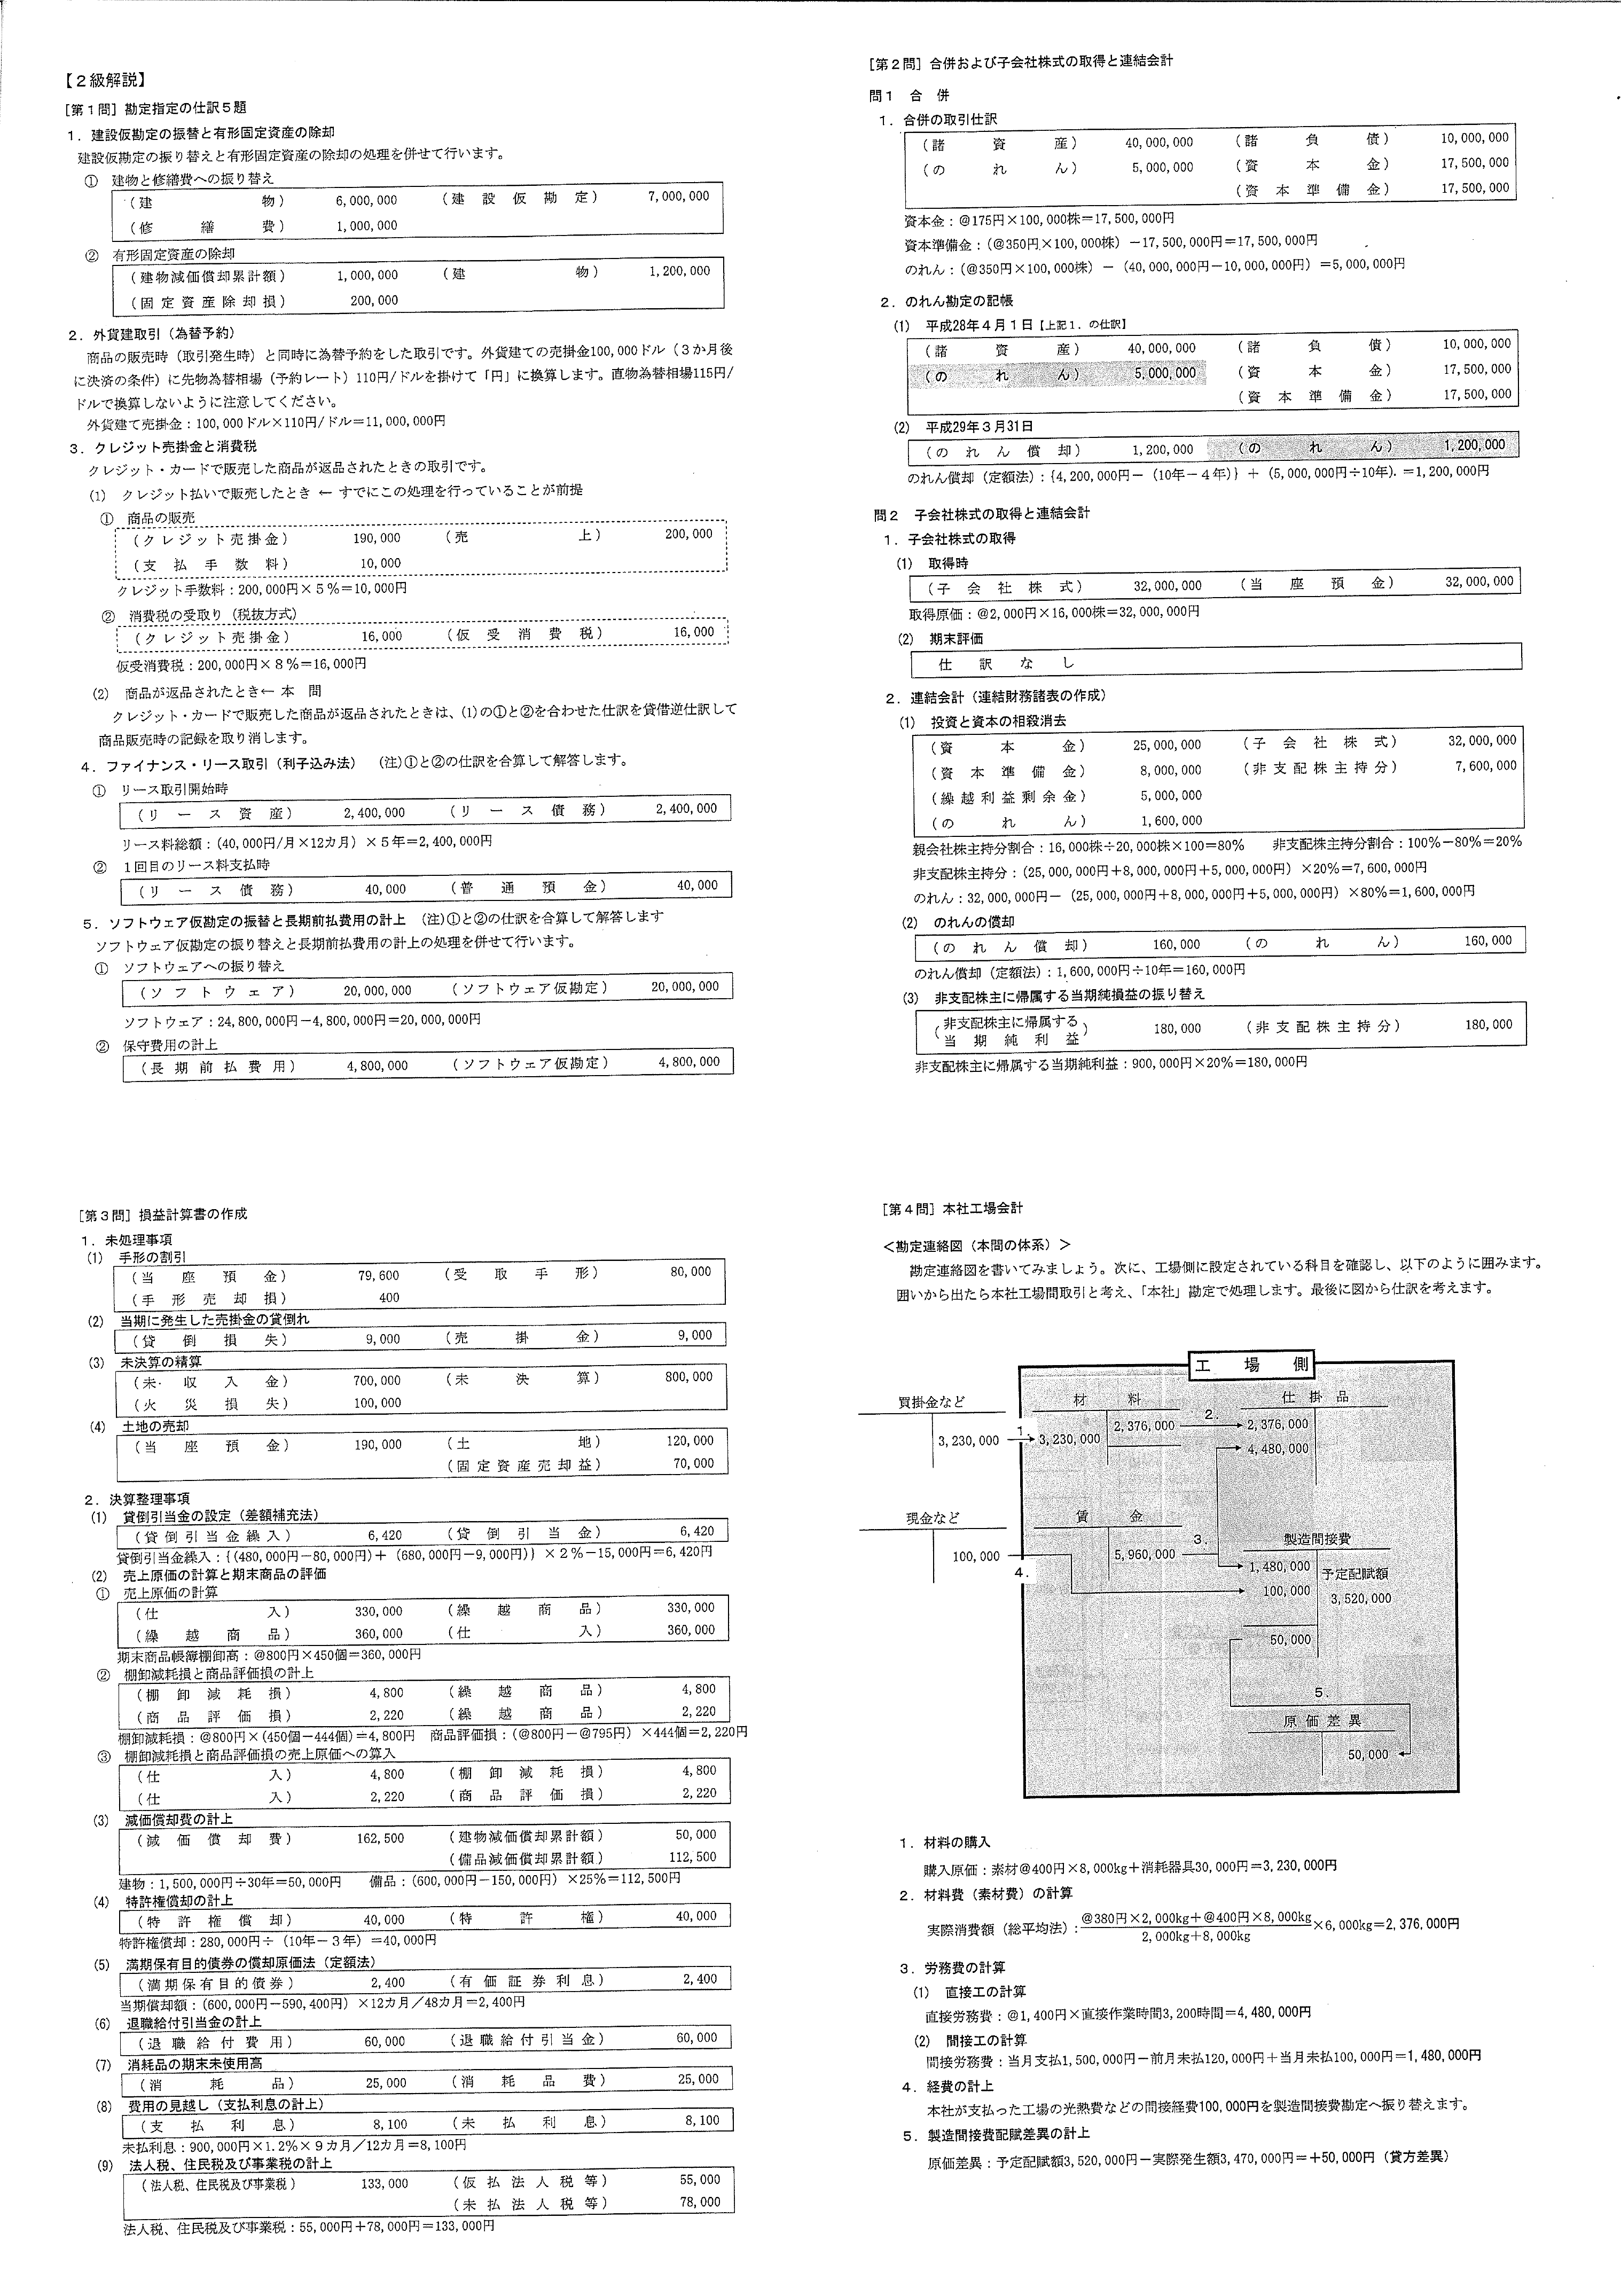 【2級解説】
[第1問] 勘定指定の仕訳5題
1．建設仮勘定の振替と有形固定資産の除却
建設仮勘定の振り替えと有形固定資産の除却の処理を併せて行います。
① 建物と修繕費への振り替え
（建物） 6,000,000 （建設仮勘定） 7,000,000
（修繕費） 1,000,000
② 有形固定資産の除却
（建物減価償却累計額） 1,000,000 （建物） 1,200,000
（固定資産除却損） 200,000
2．外貨建取引（為替予約）
商品の販売時（取引発生時）と同時に為替予約をした取引です。外貨建ての売掛金100,000ドル（3か月後
に決済の条件）に先物為替相場（予約レート）110円/ドルを掛けて「円」に換算します。直物為替相場115円/
ドルで換算しないように注意してください。
外貨建て売掛金：100,000ドル×110円/ドル＝11,000,000円
3．クレジット売掛金と消費税
クレジット・カードで販売した商品が返品されたときの取引です。
(1) クレジット払いで販売したとき ← すでにこの処理を行っていることが前提
① 商品の販売
（クレジット売掛金） 190,000 （売上） 200,000
（支払手数料） 10,000
クレジット手数料：200,000円×5％＝10,000円
② 消費税の受取り（税抜方式）
（クレジット売掛金） 16,000 （仮受消費税） 16,000
仮受消費税：200,000円×8％＝16,000円
(2) 商品が返品されたとき← 本 問
クレジット・カードで販売した商品が返品されたときは、(1)の①と②を合わせた仕訳を貸借逆仕訳して
商品販売時の記録を取り消します。
4．ファイナンス・リース取引（利子込み法） （注）①と②の仕訳を合算して解答します。
① リース取引開始時
（リース資産） 2,400,000 （リース債務） 2,400,000
リース料総額：（40,000円/月×12カ月）×5年＝2,400,000円
② 1回目のリース料支払時
（リース債務） 40,000 （普通預金） 40,000
5．ソフトウェア仮勘定の振替と長期前払費用の計上 （注）①と②の仕訳を合算して解答します
ソフトウェア仮勘定の振り替えと長期前払費用の計上の処理を併せて行います。
① ソフトウェアへの振り替え
（ソフトウェア） 20,000,000 （ソフトウェア仮勘定） 20,000,000
ソフトウェア：24,800,000円－4,800,000円＝20,000,000円
② 保守費用の計上
（長期前払費用） 4,800,000 （ソフトウェア仮勘定） 4,800,000
[第2問] 合併および子会社株式の取得と連結会計
問1 合 併
1．合併の取引仕訳
（諸資産） 40,000,000 （諸負債） 10,000,000
（のれん） 5,000,000 （資本金） 17,500,000
（資本準備金） 17,500,000
資本金：@175円×100,000株＝17,500,000円
資本準備金：（@350円×100,000株）－17,500,000円＝17,500,000円
のれん：（@350円×100,000株）－（40,000,000円－10,000,000円）＝5,000,000円
2．のれん勘定の記帳
(1) 平成28年4月1日【上記1．の仕訳】
（諸資産） 40,000,000 （諸負債） 10,000,000
（のれん） 5,000,000 （資本金） 17,500,000
（資本準備金） 17,500,000
(2) 平成29年3月31日
（のれん償却） 1,200,000 （のれん） 1,200,000
のれん償却（定額法）：{4,200,000円－（10年－4年）}＋（5,000,000円÷10年）．＝1,200,000円
問2 子会社株式の取得と連結会計
1．子会社株式の取得
(1) 取得時
（子会社株式） 32,000,000 （当座預金） 32,000,000
取得原価：@2,000円×16,000株＝32,000,000円
(2) 期末評価
仕 訳 な し
2．連結会計（連結財務諸表の作成）
(1) 投資と資本の相殺消去
（資本金） 25,000,000 （子会社株式） 32,000,000
（資本準備金） 8,000,000 （非支配株主持分） 7,600,000
（繰越利益剰余金） 5,000,000
（のれん） 1,600,000
親会社株主持分割合：16,000株÷20,000株×100＝80％ 非支配株主持分割合：100％－80％＝20％
非支配株主持分：（25,000,000円＋8,000,000円＋5,000,000円）×20％＝7,600,000円
のれん：32,000,000円－（25,000,000円＋8,000,000円＋5,000,000円）×80％＝1,600,000円
(2) のれんの償却
（のれん償却） 160,000 （のれん） 160,000
のれん償却（定額法）：1,600,000円÷10年＝160,000円
(3) 非支配株主に帰属する当期純損益の振り替え
（非支配株主に帰属する
当期純利益） 180,000 （非支配株主持分） 180,000
非支配株主に帰属する当期純利益：900,000円×20％＝180,000円
[第3問] 損益計算書の作成
1．未処理事項
(1) 手形の割引
（当座預金） 79,600 （受取手形） 80,000
（手形売却損） 400
(2) 当期に発生した売掛金の貸倒れ
（貸倒損失） 9,000 （売掛金） 9,000
(3) 未決算の精算
（未収入金） 700,000 （未決算） 800,000
（火災損失） 100,000
(4) 土地の売却
（当座預金） 190,000 （土地） 120,000
（固定資産売却益） 70,000
2．決算整理事項
(1) 貸倒引当金の設定（差額補充法）
（貸倒引当金繰入） 6,420 （貸倒引当金） 6,420
貸倒引当金繰入：{（480,000円－80,000円）＋（680,000円－9,000円）}×2％－15,000円＝6,420円
(2) 売上原価の計算と期末商品の評価
① 売上原価の計算
（仕入） 330,000 （繰越商品） 330,000
（繰越商品） 360,000 （仕入） 360,000
期末商品帳簿棚卸高：@800円×450個＝360,000円
② 棚卸減耗損と商品評価損の計上
（棚卸減耗損） 4,800 （繰越商品） 4,800
（商品評価損） 2,220 （繰越商品） 2,220
棚卸減耗損：@800円×（450個－444個）＝4,800円 商品評価損：（@800円－@795円）×444個＝2,220円
③ 棚卸減耗損と商品評価損の売上原価への算入
（仕入） 4,800 （棚卸減耗損） 4,800
（仕入） 2,220 （商品評価損） 2,220
(3) 減価償却費の計上
（減価償却費） 162,500 （建物減価償却累計額） 50,000
（備品減価償却累計額） 112,500
建物：1,500,000円÷30年＝50,000円 備品：（600,000円－150,000円）×25％＝112,500円
(4) 特許権償却の計上
（特許権償却） 40,000 （特許権） 40,000
特許権償却：280,000円÷（10年－3年）＝40,000円
(5) 満期保有目的債券の償却原価法（定額法）
（満期保有目的債券） 2,400 （有価証券利息） 2,400
当期償却額：（600,000円－590,400円）×12カ月／48カ月＝2,400円
(6) 退職給付引当金の計上
（退職給付費用） 60,000 （退職給付引当金） 60,000
(7) 消耗品の期末未使用高
（消耗品） 25,000 （消耗品費） 25,000
(8) 費用の見越し（支払利息の計上）
（支払利息） 8,100 （未払利息） 8,100
未払利息：900,000円×1.2％×9カ月／12カ月＝8,100円
(9) 法人税、住民税及び事業税の計上
（法人税、住民税及び事業税） 133,000 （仮払法人税等） 55,000
（未払法人税等） 78,000
法人税、住民税及び事業税：55,000円＋78,000円＝133,000円
[第4問] 本社工場会計
＜勘定連絡図（本問の体系）＞
勘定連絡図を書いてみましょう。次に、工場側に設定されている科目を確認し、以下のように囲みます。
囲いから出たら本社工場間取引と考え、「本社」勘定で処理します。最後に図から仕訳を考えます。
工 場 側
買掛金など 材 料 仕 掛 品
3,230,000 1. 3,230,000 2,376,000 2. 2,376,000
4,480,000
現金など 賃 金 製造間接費
100,000 4. 5,960,000 3. 1,480,000 予定配賦額
100,000 3,520,000
50,000
5.
原 価 差 異
50,000
1．材料の購入
購入原価：素材@400円×8,000kg＋消耗器具30,000円＝3,230,000円
2．材料費（素材費）の計算
実際消費額（総平均法）：@380円×2,000kg＋@400円×8,000kg／2,000kg＋8,000kg×6,000kg＝2,376,000円
3．労務費の計算
(1) 直接工の計算
直接労務費：@1,400円×直接作業時間3,200時間＝4,480,000円
(2) 間接工の計算
間接労務費：当月支払1,500,000円－前月未払120,000円＋当月未払100,000円＝1,480,000円
4．経費の計上
本社が支払った工場の光熱費などの間接経費100,000円を製造間接費勘定へ振り替えます。
5．製造間接費配賦差異の計上
原価差異：予定配賦額3,520,000円－実際発生額3,470,000円＝＋50,000円（貸方差異）